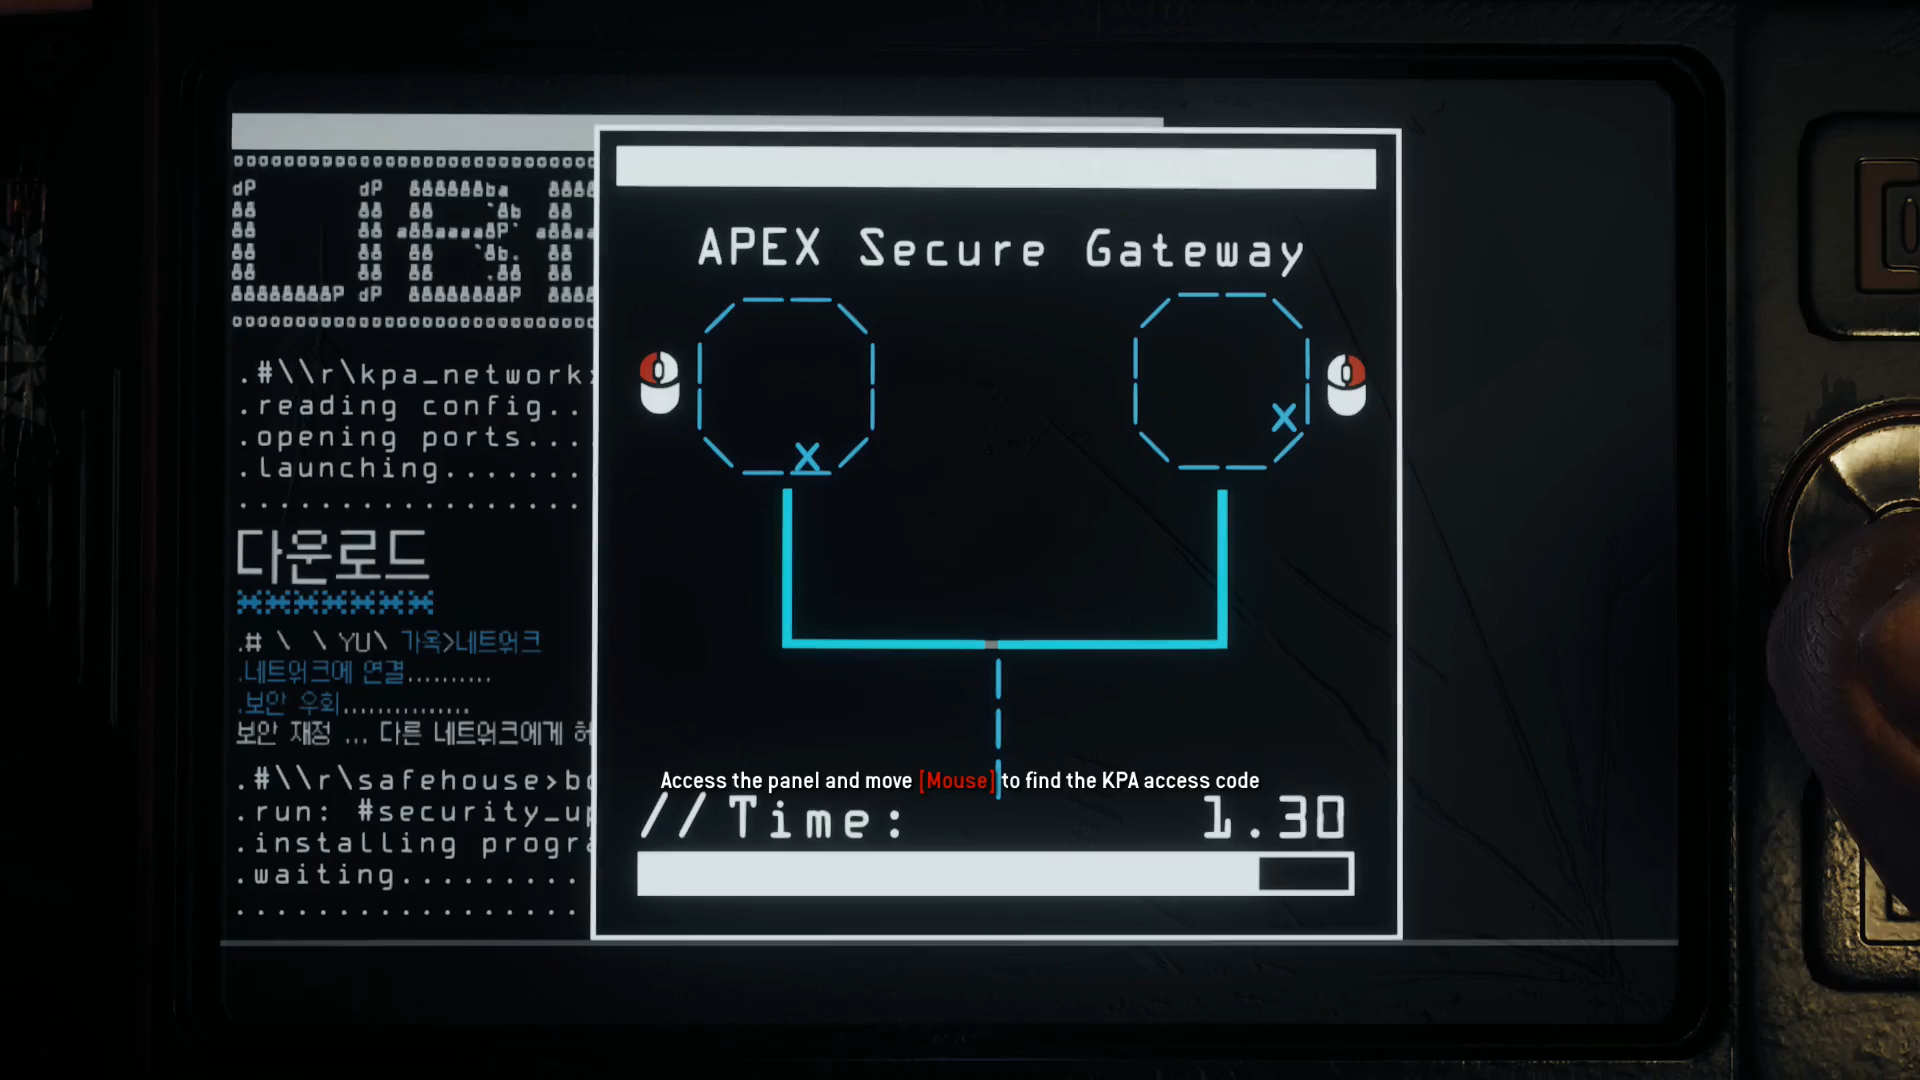 APEX Secure Gateway
X
X
.#\\r\kpa_network
.reading config..
.opening ports....
.launching.......
.................
다운로드
*******
.# \ \ YU\ 가옥>네트워크
.네트워크에 연결..........
.보안 우회...............
보안 재정 ... 다른 네트워크에게
.#\\r\safehouse>
.run: #security_up
.installing progra
.waiting.........
.................
Access the panel and move [Mouse] to find the KPA access code
//Time: 1.30